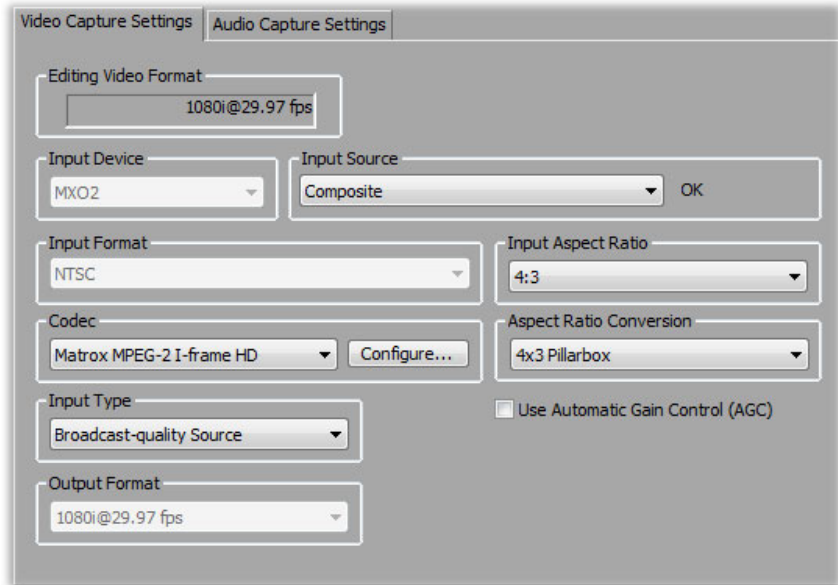 Video Capture Settings
Audio Capture Settings
Editing Video Format
1080i@29.97 fps
Input Device
MXO2
Input Source
Composite
OK
Input Format
NTSC
Input Aspect Ratio
4:3
Codec
Matrox MPEG-2 I-frame HD
Configure...
Aspect Ratio Conversion
4x3 Pillarbox
Input Type
Broadcast-quality Source
Use Automatic Gain Control (AGC)
Output Format
1080i@29.97 fps